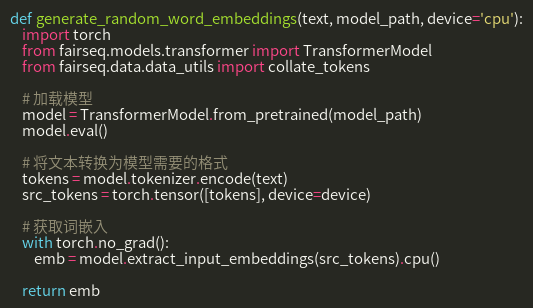 def generate_random_word_embeddings(text, model_path, device='cpu'):
    import torch
    from fairseq.models.transformer import TransformerModel
    from fairseq.data.data_utils import collate_tokens

    # 加载模型
    model = TransformerModel.from_pretrained(model_path)
    model.eval()

    # 将文本转换为模型需要的格式
    tokens = model.tokenizer.encode(text)
    src_tokens = torch.tensor([tokens], device=device)

    # 获取词嵌入
    with torch.no_grad():
        emb = model.extract_input_embeddings(src_tokens).cpu()

    return emb